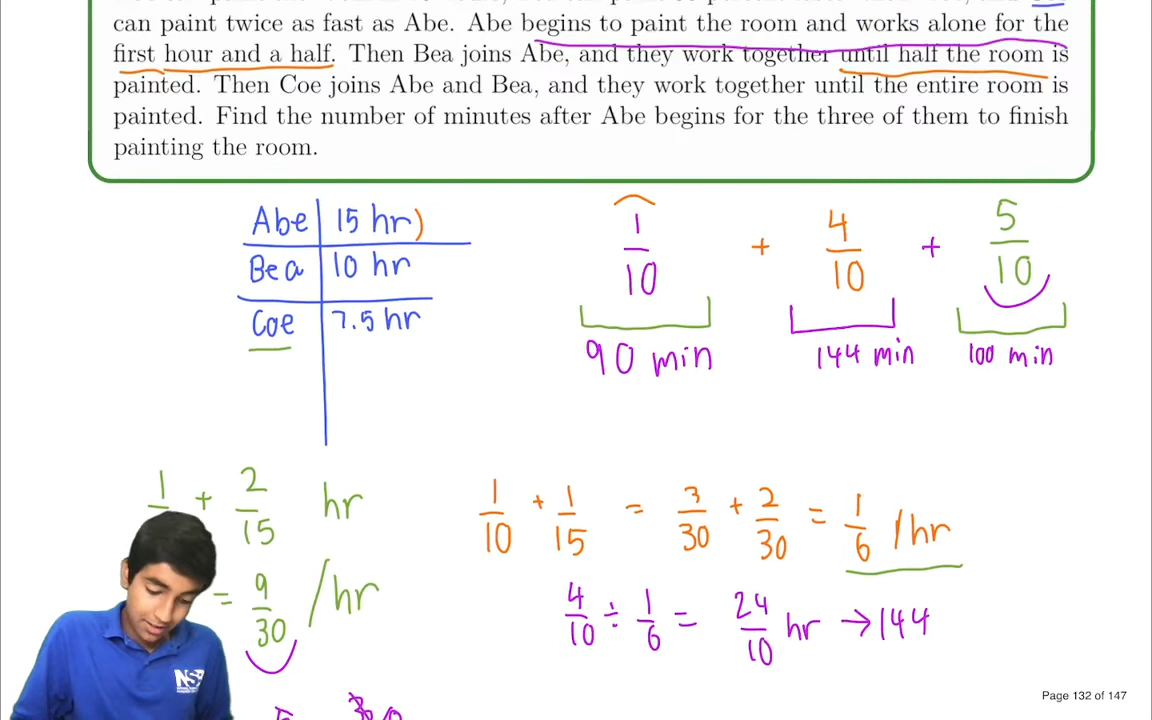 can paint twice as fast as Abe. Abe begins to paint the room and works alone for the
first hour and a half. Then Bea joins Abe, and they work together until half the room is
painted. Then Coe joins Abe and Bea, and they work together until the entire room is
painted. Find the number of minutes after Abe begins for the three of them to finish
painting the room.
Abe 15 hr)
Bea 10 hr
Coe 7.5 hr
1/10 + 4/10 + 5/10
90 min 144 min 100 min
+ 2/15 hr
= 9/30 /hr
1/10 + 1/15 = 3/30 + 2/30 = 1/6 /hr
4/10 ÷ 1/6 = 24/10 hr → 144
NS
Page 132 of 147